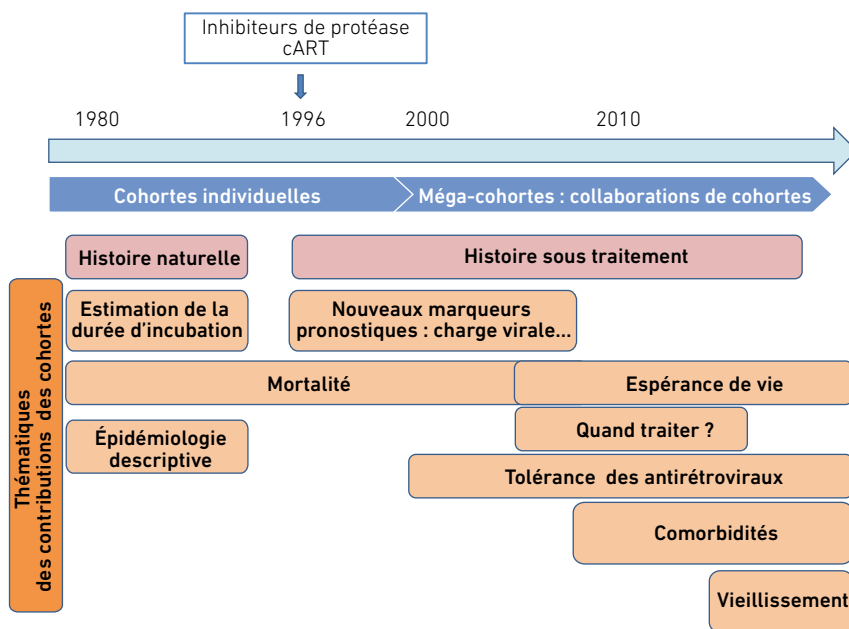 Inhibiteurs de protéase
cART
1980 1996 2000 2010
Cohortes individuelles Méga-cohortes : collaborations de cohortes
Histoire naturelle Histoire sous traitement
Thématiques
des contributions des cohortes
Estimation de la
durée d'incubation
Nouveaux marqueurs
pronostiques : charge virale...
Mortalité Espérance de vie
Épidémiologie
descriptive
Quand traiter ?
Tolérance des antirétroviraux
Comorbidités
Vieillissement